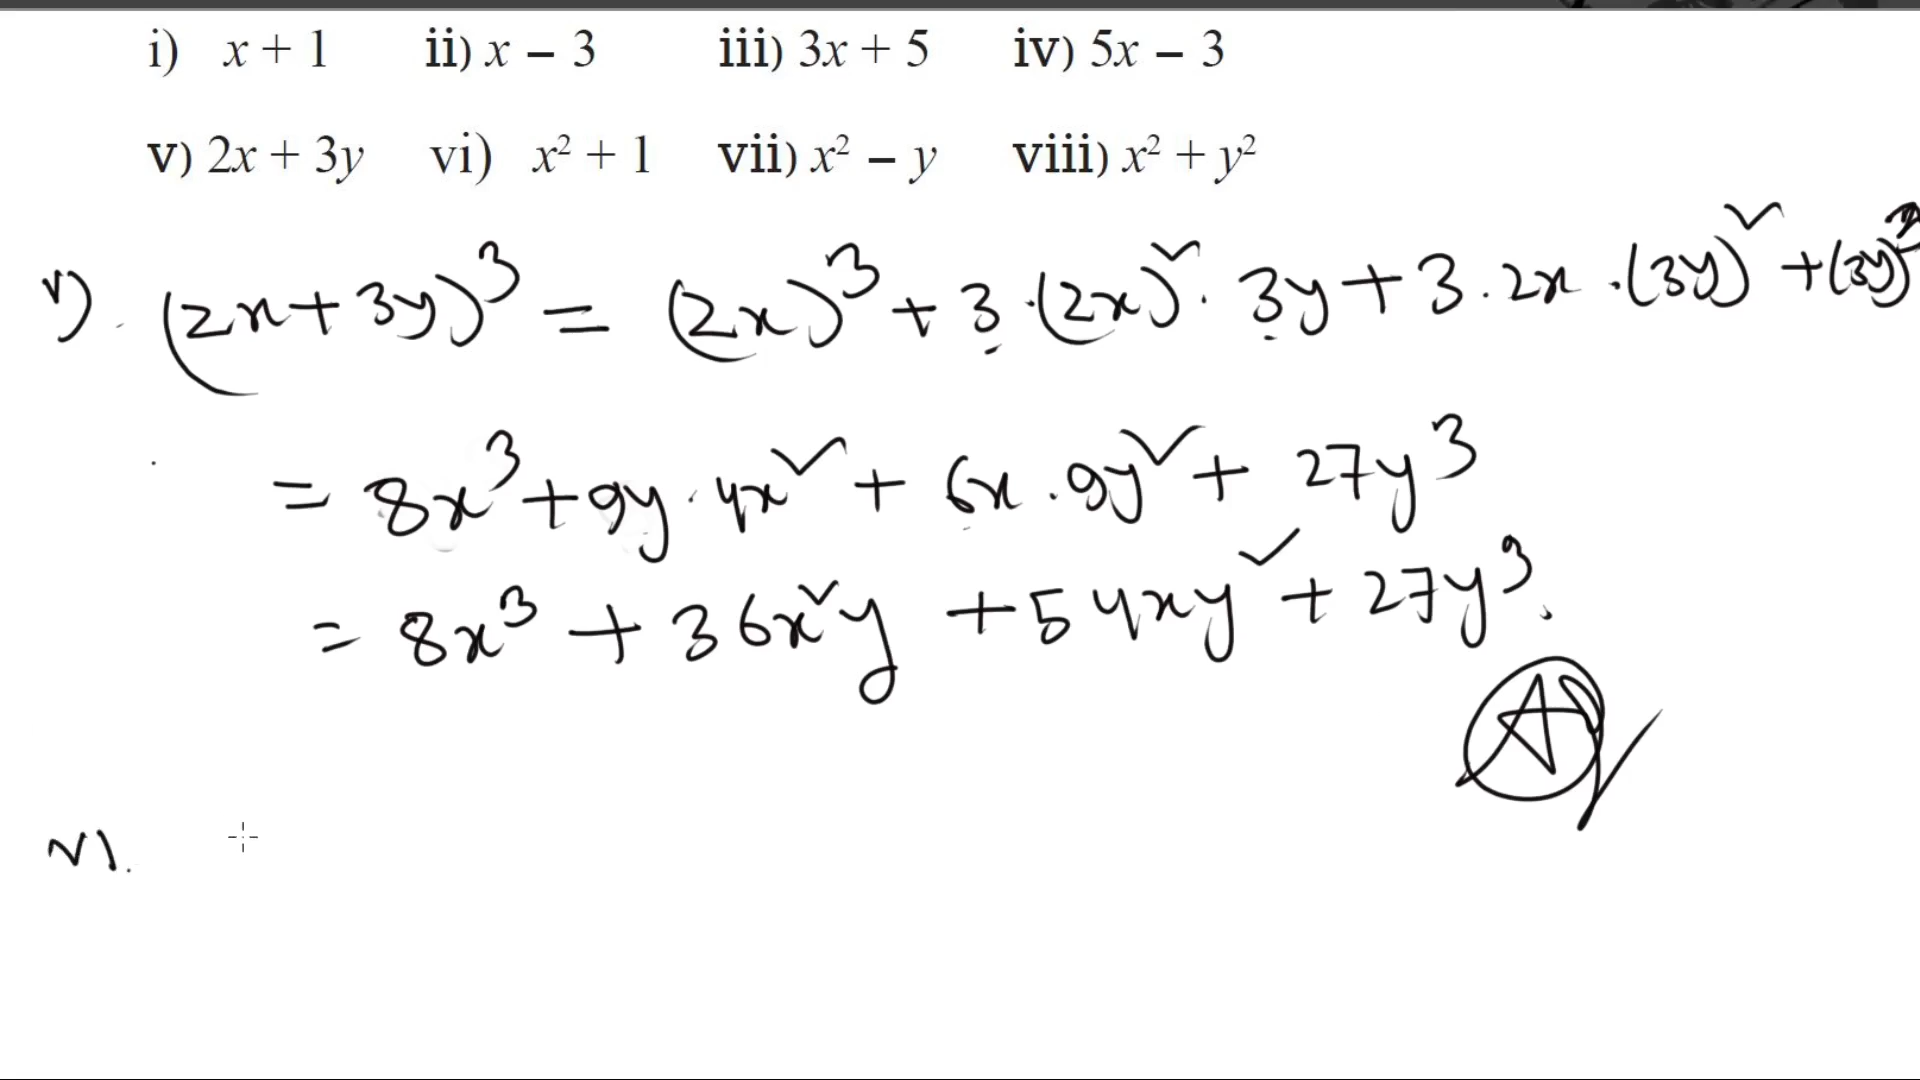 i) x + 1 ii) x – 3 iii) 3x + 5 iv) 5x – 3
v) 2x + 3y vi) x² + 1 vii) x² – y viii) x² + y²
v). (2x+3y)³ = (2x)³ + 3·(2x)²·3y + 3·2x·(3y)² + (3y)³
= 8x³ + 9y·4x² + 6x·9y² + 27y³
= 8x³ + 36x²y + 54xy² + 27y³.
VI.